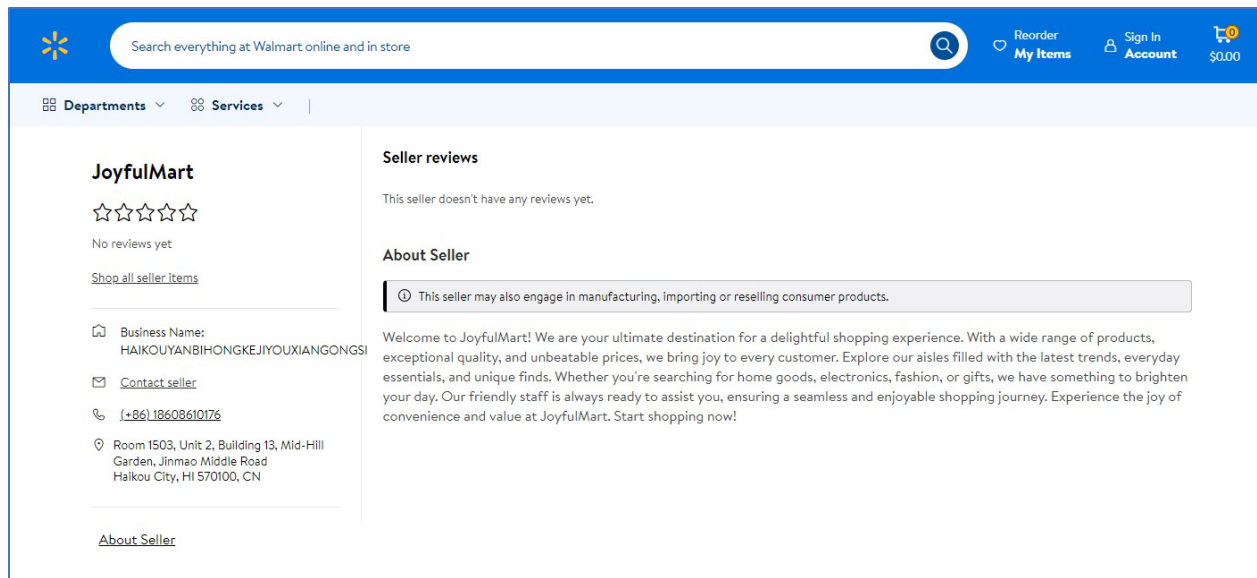 Search everything at Walmart online and in store
Reorder
My Items
Sign In
Account
0
$0.00
Departments
Services
JoyfulMart
No reviews yet
Shop all seller items
Business Name:
HAIKOUYANBIHONGKEJIYOUXIANGONGSI
Contact seller
(+86) 18608610176
Room 1503, Unit 2, Building 13, Mid-Hill
Garden, Jinmao Middle Road
Haikou City, HI 570100, CN
About Seller
Seller reviews
This seller doesn't have any reviews yet.
About Seller
This seller may also engage in manufacturing, importing or reselling consumer products.
Welcome to JoyfulMart! We are your ultimate destination for a delightful shopping experience. With a wide range of products,
exceptional quality, and unbeatable prices, we bring joy to every customer. Explore our aisles filled with the latest trends, everyday
essentials, and unique finds. Whether you're searching for home goods, electronics, fashion, or gifts, we have something to brighten
your day. Our friendly staff is always ready to assist you, ensuring a seamless and enjoyable shopping journey. Experience the joy of
convenience and value at JoyfulMart. Start shopping now!